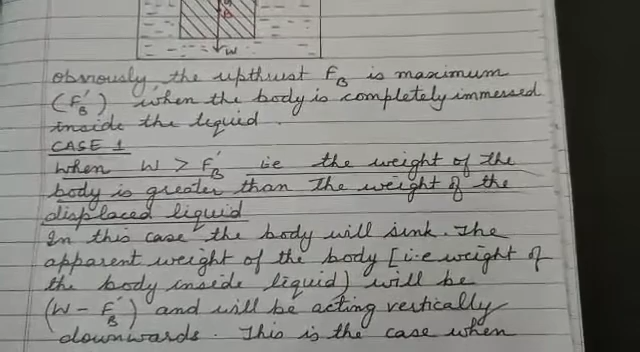 B
W
obviously the upthrust F_B is maximum
(F'_B) when the body is completely immersed
inside the liquid.
CASE 1
when W > F'_B i.e the weight of the
body is greater than The weight of the
displaced liquid
In this case the body will sink. The
apparent weight of the body [i.e weight of
the body inside liquid) will be
(W - F'_B) and will be acting vertically
downwards. This is the case when